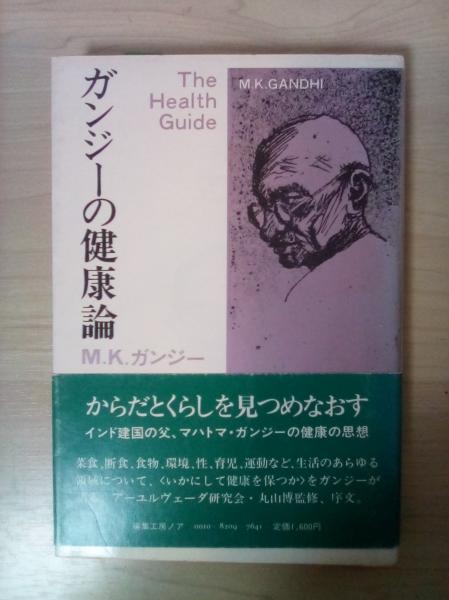 The
Health
Guide
M.K.GANDHI
ガンジーの健康論
M.K.ガンジー
からだとくらしを見つめなおす
インド建国の父、マハトマ・ガンジーの健康の思想
菜食、断食、食物、環境、性、育児、運動など、生活のあらゆる
領域について、〈いかにして健康を保つか〉をガンジーが
アーユルヴェーダ研究会・丸山博監修、序文。
編集工房ノア 0010-8209-7641 定価1,600円